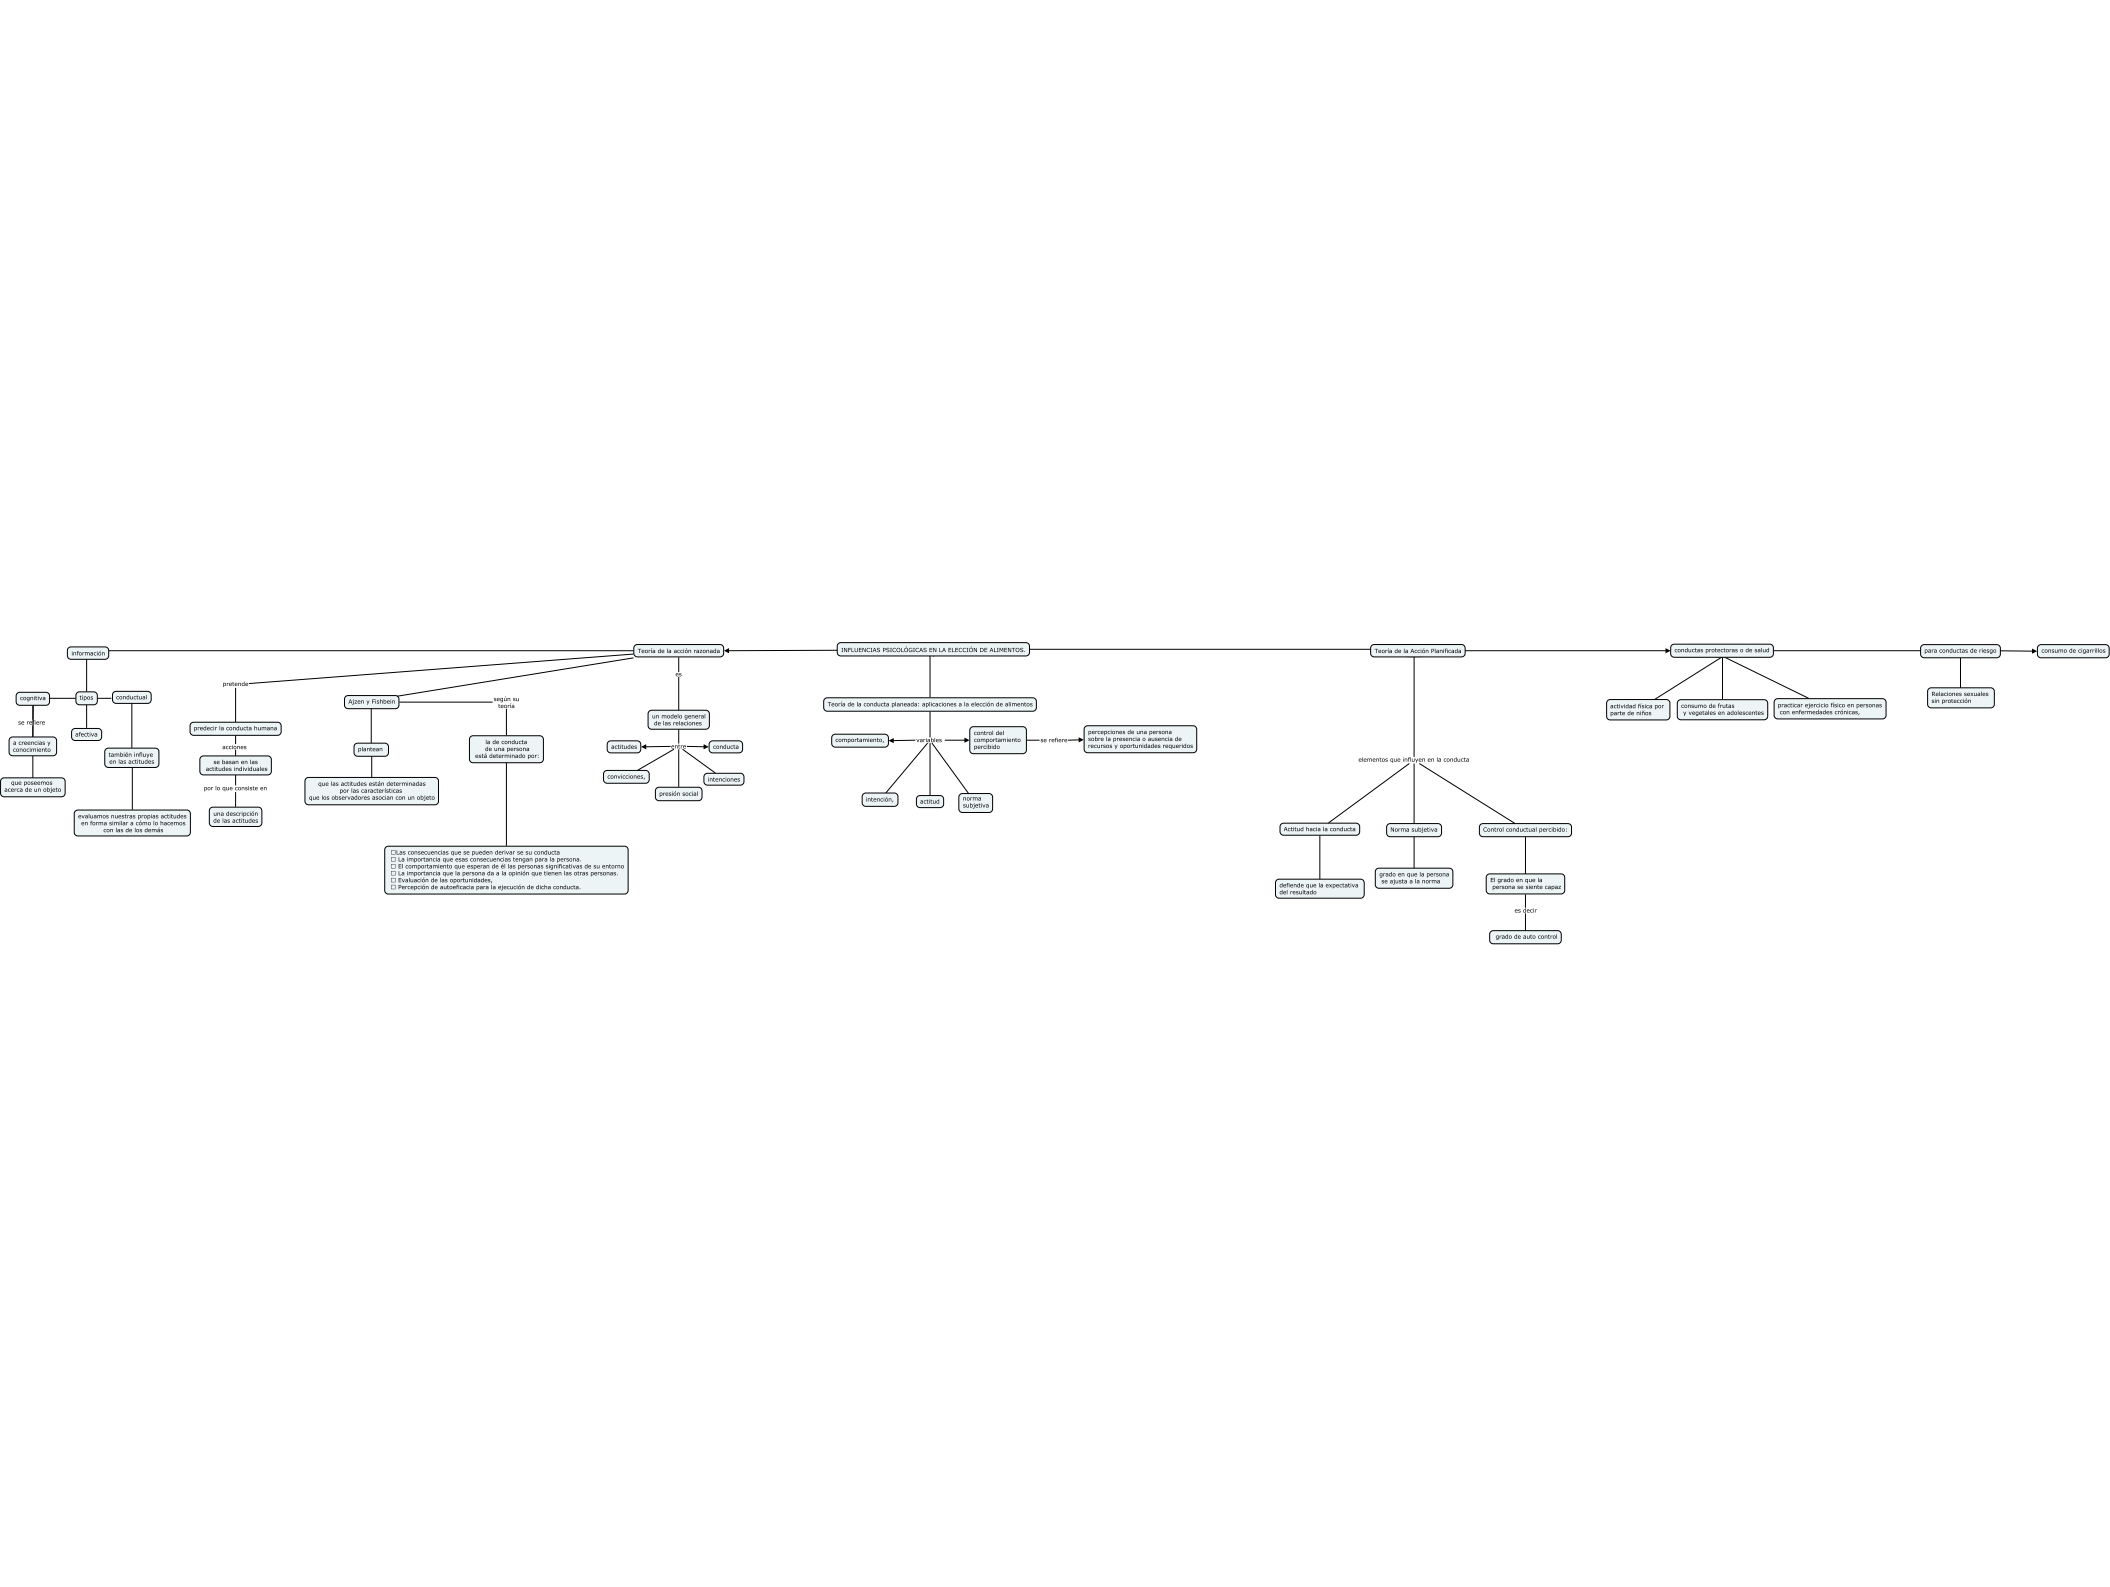 INFLUENCIAS PSICOLÓGICAS EN LA ELECCIÓN DE ALIMENTOS.
Teoría de la acción razonada
información
tipos
cognitiva
se refiere
a creencias y
conocimiento
que poseemos
acerca de un objeto
afectiva
conductual
también influye
en las actitudes
evaluamos nuestras propias actitudes
en forma similar a cómo lo hacemos
con las de los demás
pretende
predecir la conducta humana
acciones
se basan en las
actitudes individuales
por lo que consiste en
una descripción
de las actitudes
Ajzen y Fishbein
plantean
que las actitudes están determinadas
por las características
que los observadores asocian con un objeto
según su
teoría
la de conducta
de una persona
está determinado por:
☐Las consecuencias que se pueden derivar se su conducta
☐ La importancia que esas consecuencias tengan para la persona.
☐ El comportamiento que esperan de él las personas significativas de su entorno
☐ La importancia que la persona da a la opinión que tienen las otras personas.
☐ Evaluación de las oportunidades,
☐ Percepción de autoeficacia para la ejecución de dicha conducta.
es
un modelo general
de las relaciones
entre
actitudes
conducta
convicciones,
presión social
intenciones
Teoría de la conducta planeada: aplicaciones a la elección de alimentos
variables
comportamiento,
intención,
actitud
norma
subjetiva
control del
comportamiento
percibido
se refiere
percepciones de una persona
sobre la presencia o ausencia de
recursos y oportunidades requeridos
Teoría de la Acción Planificada
elementos que influyen en la conducta
Actitud hacia la conducta
defiende que la expectativa
del resultado
Norma subjetiva
grado en que la persona
se ajusta a la norma
Control conductual percibido:
El grado en que la
persona se siente capaz
es decir
grado de auto control
conductas protectoras o de salud
actividad física por
parte de niños
consumo de frutas
y vegetales en adolescentes
practicar ejercicio físico en personas
con enfermedades crónicas,
para conductas de riesgo
Relaciones sexuales
sin protección
consumo de cigarrillos